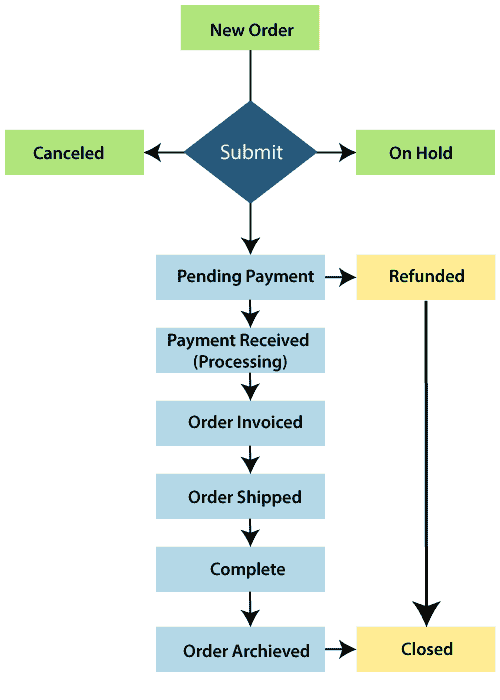 New Order
Canceled
Submit
On Hold
Pending Payment
Refunded
Payment Received
(Processing)
Order Invoiced
Order Shipped
Complete
Order Archieved
Closed